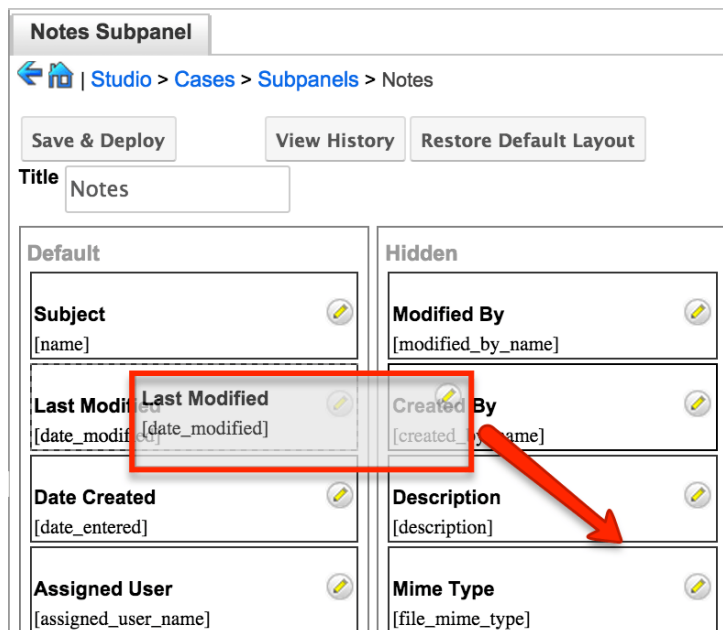 Notes Subpanel
| Studio > Cases > Subpanels > Notes
Save & Deploy
View History
Restore Default Layout
Title
Notes
Default
Hidden
Subject
[name]
Modified By
[modified_by_name]
Last Modified
[date_modified]
Last Modified
[date_modified]
Created By
[created_by_name]
Date Created
[date_entered]
Description
[description]
Assigned User
[assigned_user_name]
Mime Type
[file_mime_type]